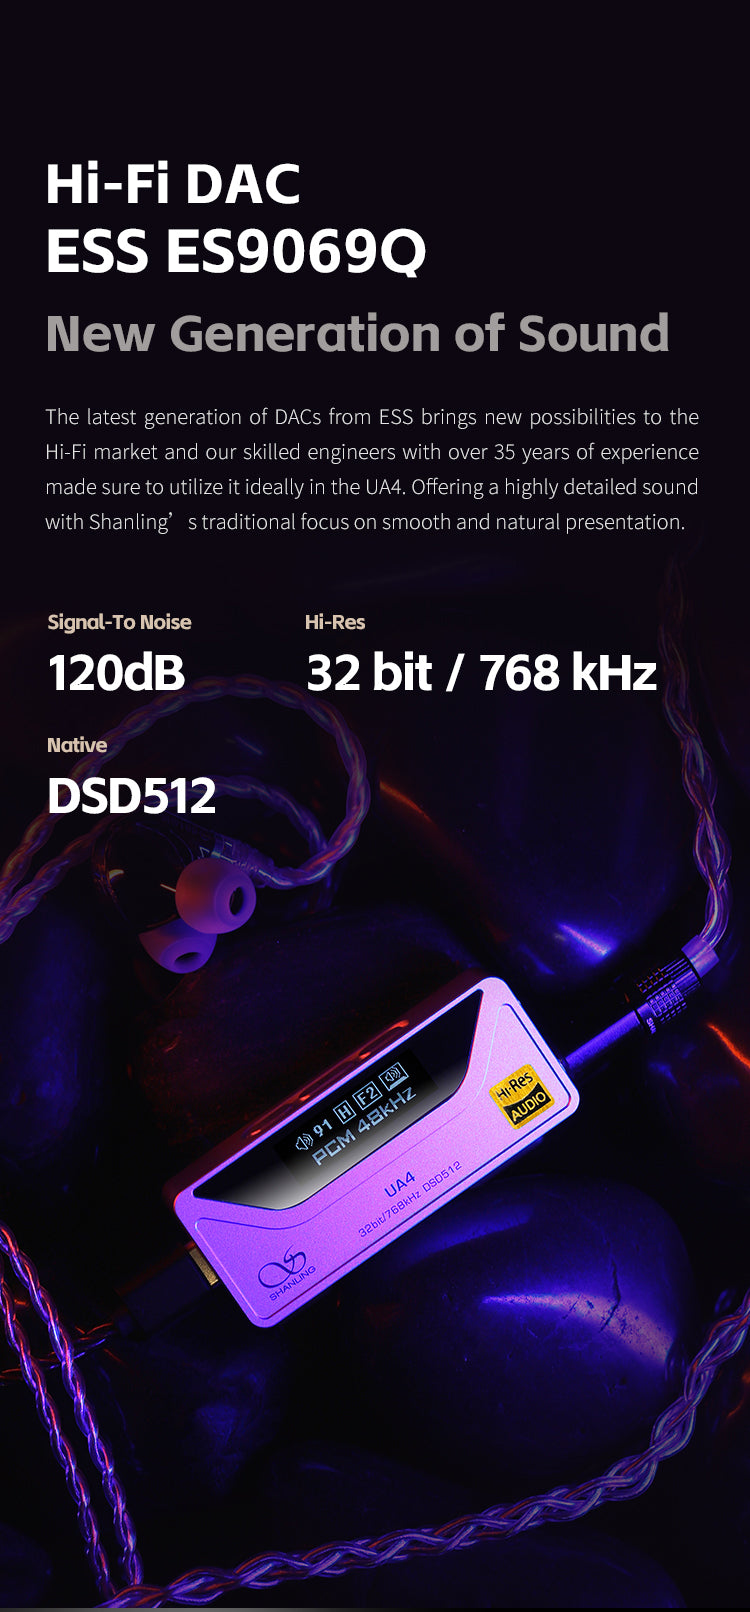 Hi-Fi DAC
ESS ES9069Q
New Generation of Sound
The latest generation of DACs from ESS brings new possibilities to the
Hi-Fi market and our skilled engineers with over 35 years of experience
made sure to utilize it ideally in the UA4. Offering a highly detailed sound
with Shanling’s traditional focus on smooth and natural presentation.
Signal-To Noise
120dB
Hi-Res
32 bit / 768 kHz
Native
DSD512
91 H F2
PCM 48kHz
Hi-Res
AUDIO
UA4
32bit/768kHz DSD512
SHANLING